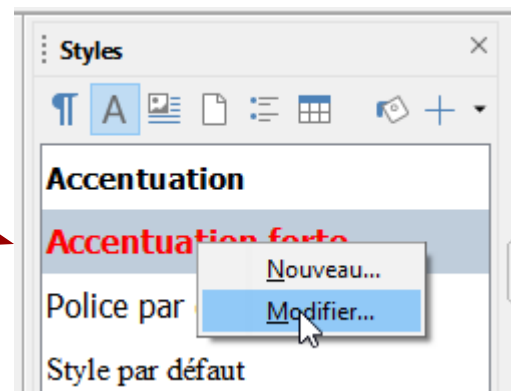 Styles
Accentuation
Accentuation forte
Nouveau...
Police par
Modifier...
Style par défaut